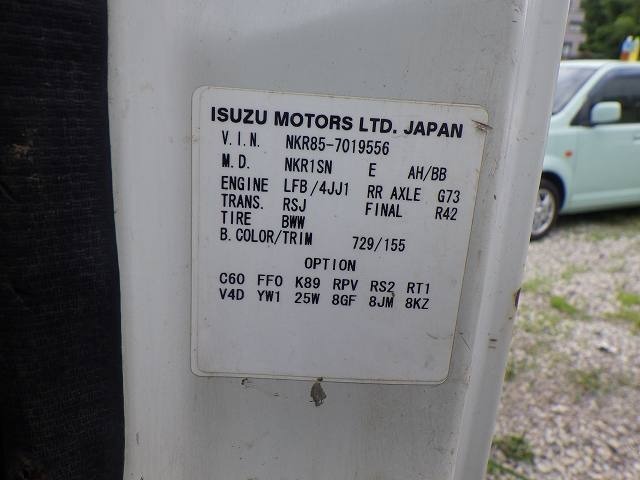 ISUZU MOTORS LTD. JAPAN
V.I.N. NKR85-7019556
M.D. NKR1SN E AH/BB
ENGINE LFB/4JJ1 RR AXLE G73
TRANS. RSJ FINAL R42
TIRE BWW
B.COLOR/TRIM 729/155
OPTION
C60 FF0 K89 RPV RS2 RT1
V4D YW1 25W 8GF 8JM 8KZ